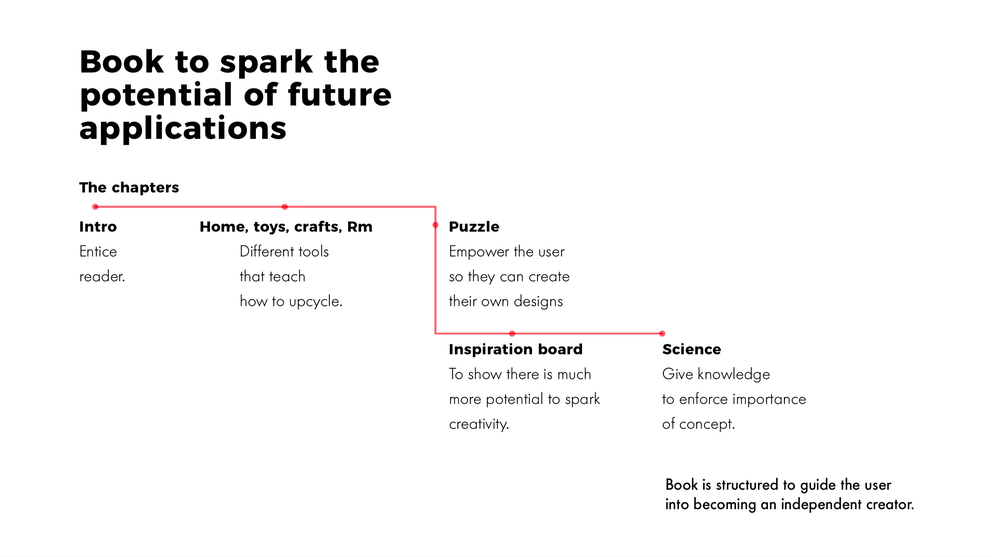 Book to spark the
potential of future
applications
The chapters
Intro
Entice
reader.
Home, toys, crafts, Rm
Different tools
that teach
how to upcycle.
Puzzle
Empower the user
so they can create
their own designs
Inspiration board
To show there is much
more potential to spark
creativity.
Science
Give knowledge
to enforce importance
of concept.
Book is structured to guide the user
into becoming an independent creator.